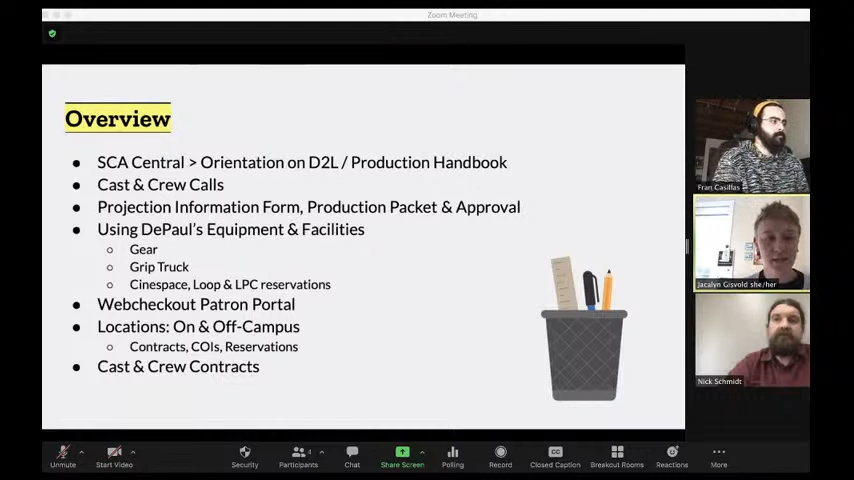 Zoom Meeting
Overview
SCA Central > Orientation on D2L / Production Handbook
Cast & Crew Calls
Projection Information Form, Production Packet & Approval
Using DePaul's Equipment & Facilities
Gear
Grip Truck
Cinespace, Loop & LPC reservations
Webcheckout Patron Portal
Locations: On & Off-Campus
Contracts, COIs, Reservations
Cast & Crew Contracts
Fran Casillas
Jacalyn Gisvold she/her
Nick Schmidt
Unmute
Start Video
Security
Participants 4
Chat
Share Screen
Polling
Record
CC
Closed Caption
Breakout Rooms
Reactions
More